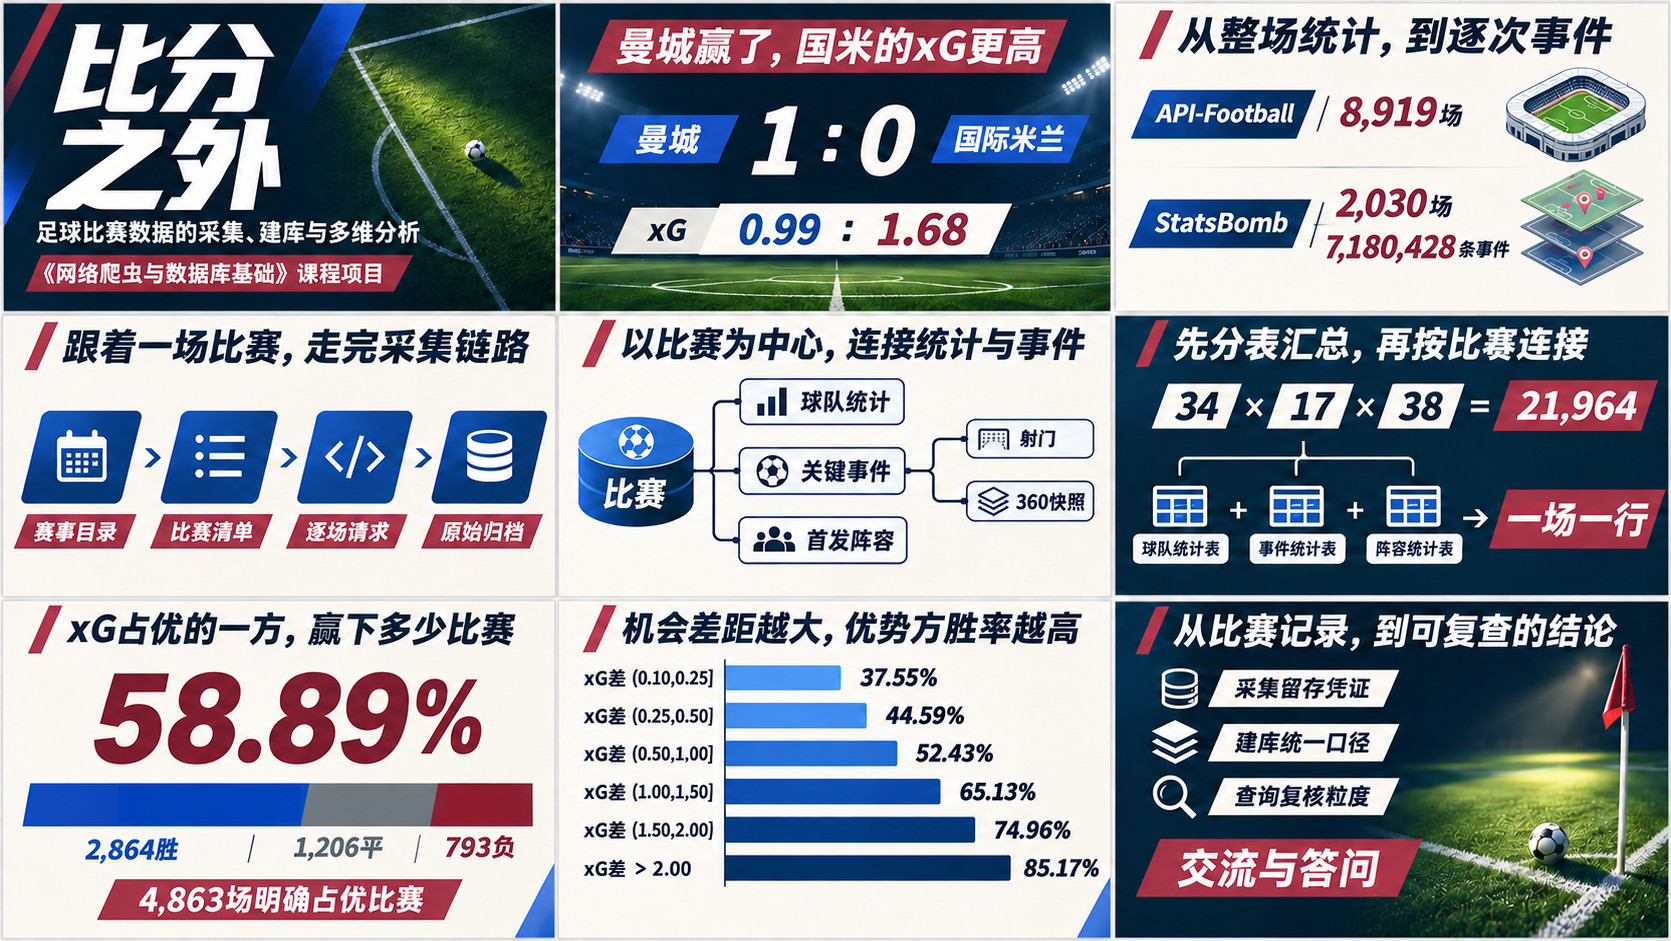 比分
之外
足球比赛数据的采集、建库与多维分析
《网络爬虫与数据库基础》课程项目
曼城赢了，国米的xG更高
曼城 1:0 国际米兰
xG 0.99 : 1.68
从整场统计，到逐次事件
API-Football 8,919场
StatsBomb 2,030场
7,180,428条事件
跟着一场比赛，走完采集链路
赛事目录 比赛清单 逐场请求 原始归档
以比赛为中心，连接统计与事件
比赛
球队统计
关键事件
首发阵容
射门
360快照
先分表汇总，再按比赛连接
34 × 17 × 38 = 21,964
球队统计表 + 事件统计表 + 阵容统计表 → 一场一行
xG占优的一方，赢下多少比赛
58.89%
2,864胜 1,206平 793负
4,863场明确占优比赛
机会差距越大，优势方胜率越高
xG差 (0.10,0.25] 37.55%
xG差 (0.25,0.50] 44.59%
xG差 (0.50,1.00] 52.43%
xG差 (1.00,1.50] 65.13%
xG差 (1.50,2.00] 74.96%
xG差 > 2.00 85.17%
从比赛记录，到可复查的结论
采集留存凭证
建库统一口径
查询复核粒度
交流与答问